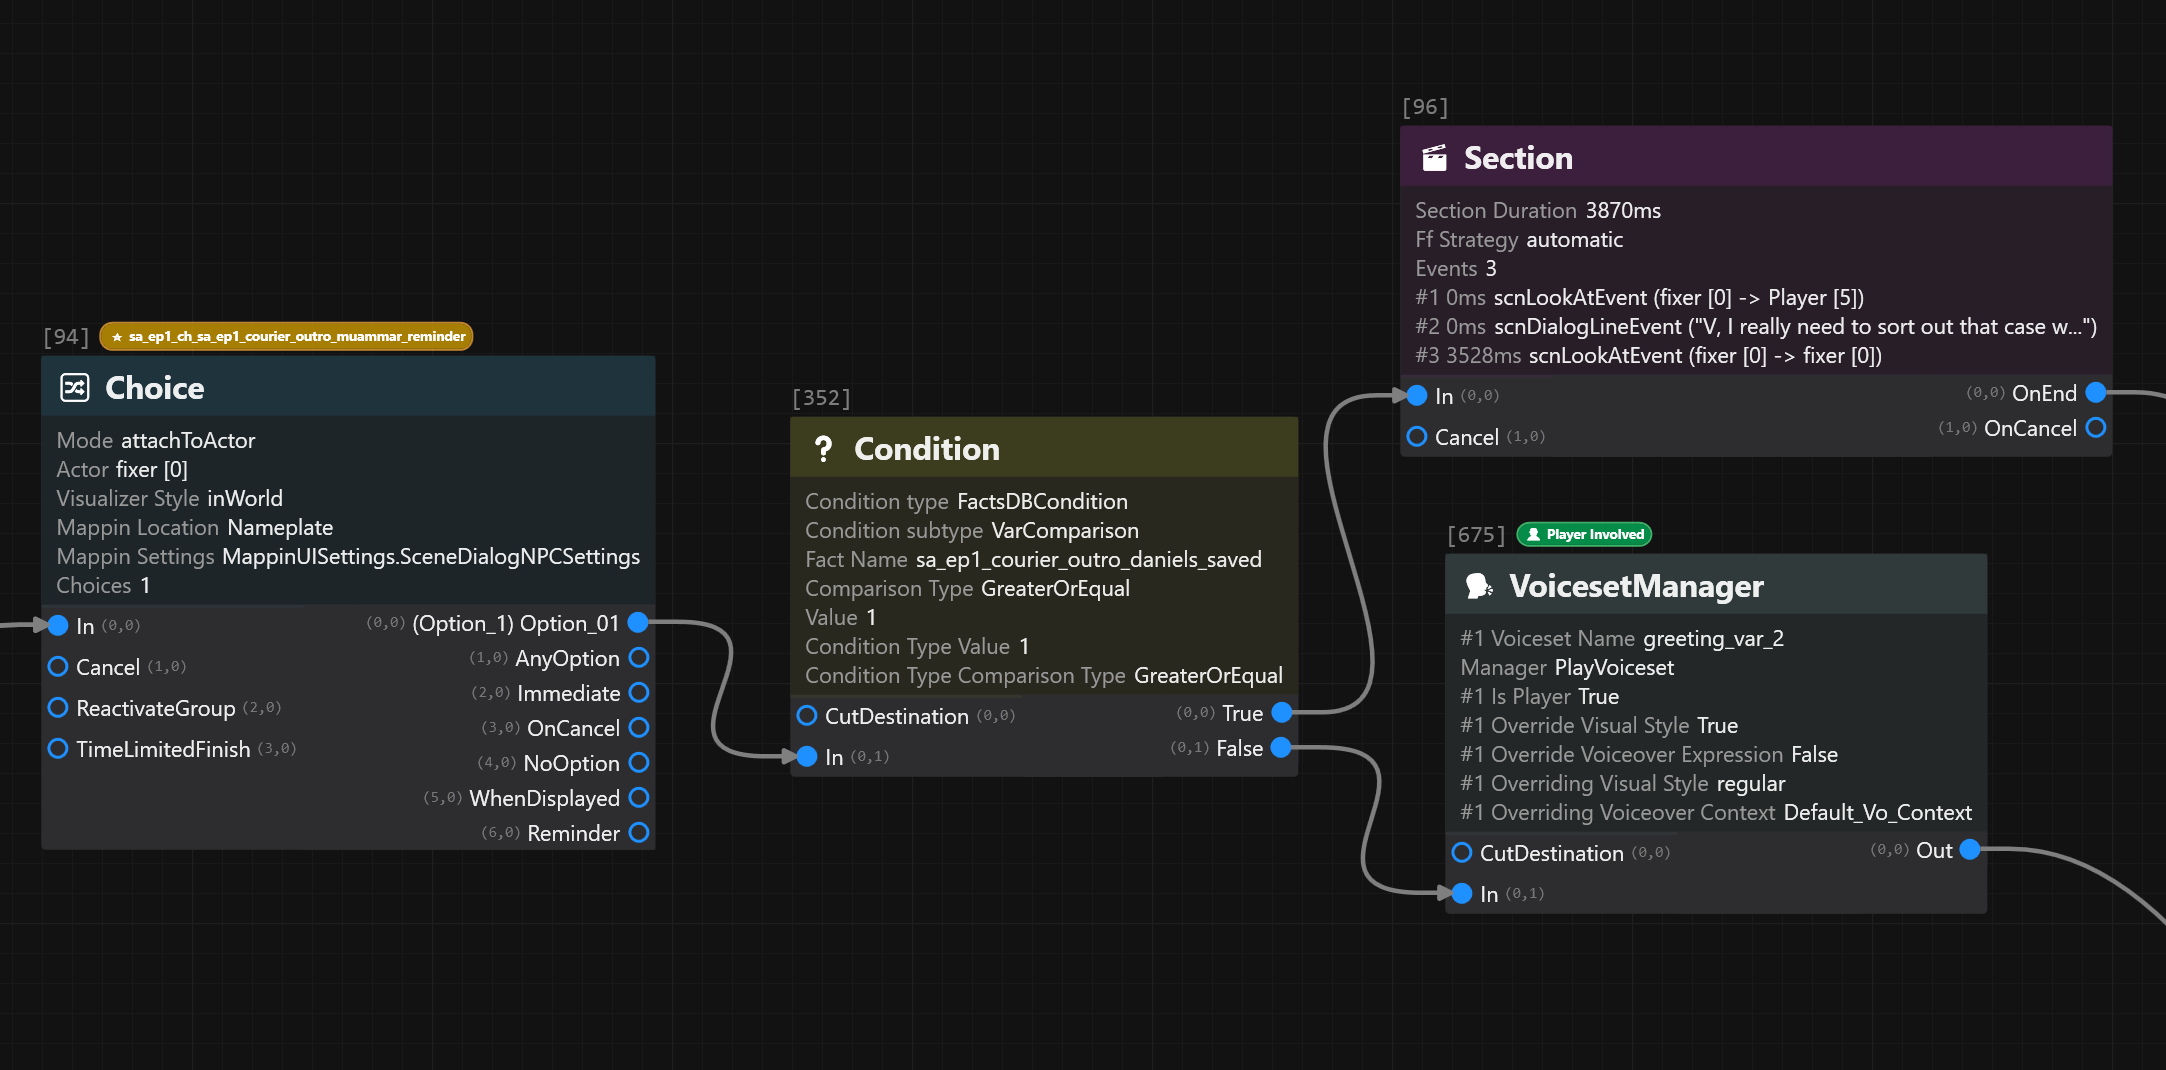 [94] sa_ep1_ch_sa_ep1_courier_outro_muammar_reminder
Choice
Mode attachToActor
Actor fixer [0]
Visualizer Style inWorld
Mappin Location Nameplate
Mappin Settings MappinUISettings.SceneDialogNPCSettings
Choices 1
In (0,0)
(0,0) (Option_1) Option_01
Cancel (1,0)
(1,0) AnyOption
ReactivateGroup (2,0)
(2,0) Immediate
TimeLimitedFinish (3,0)
(3,0) OnCancel
(4,0) NoOption
(5,0) WhenDisplayed
(6,0) Reminder
[352]
Condition
Condition type FactsDBCondition
Condition subtype VarComparison
Fact Name sa_ep1_courier_outro_daniels_saved
Comparison Type GreaterOrEqual
Value 1
Condition Type Value 1
Condition Type Comparison Type GreaterOrEqual
CutDestination (0,0)
(0,0) True
In (0,1)
(0,1) False
[96]
Section
Section Duration 3870ms
Ff Strategy automatic
Events 3
#1 0ms scnLookAtEvent (fixer [0] -> Player [5])
#2 0ms scnDialogLineEvent ("V, I really need to sort out that case w...")
#3 3528ms scnLookAtEvent (fixer [0] -> fixer [0])
In (0,0)
(0,0) OnEnd
Cancel (1,0)
(1,0) OnCancel
[675] Player Involved
VoicesetManager
#1 Voiceset Name greeting_var_2
Manager PlayVoiceset
#1 Is Player True
#1 Override Visual Style True
#1 Override Voiceover Expression False
#1 Overriding Visual Style regular
#1 Overriding Voiceover Context Default_Vo_Context
CutDestination (0,0)
(0,0) Out
In (0,1)